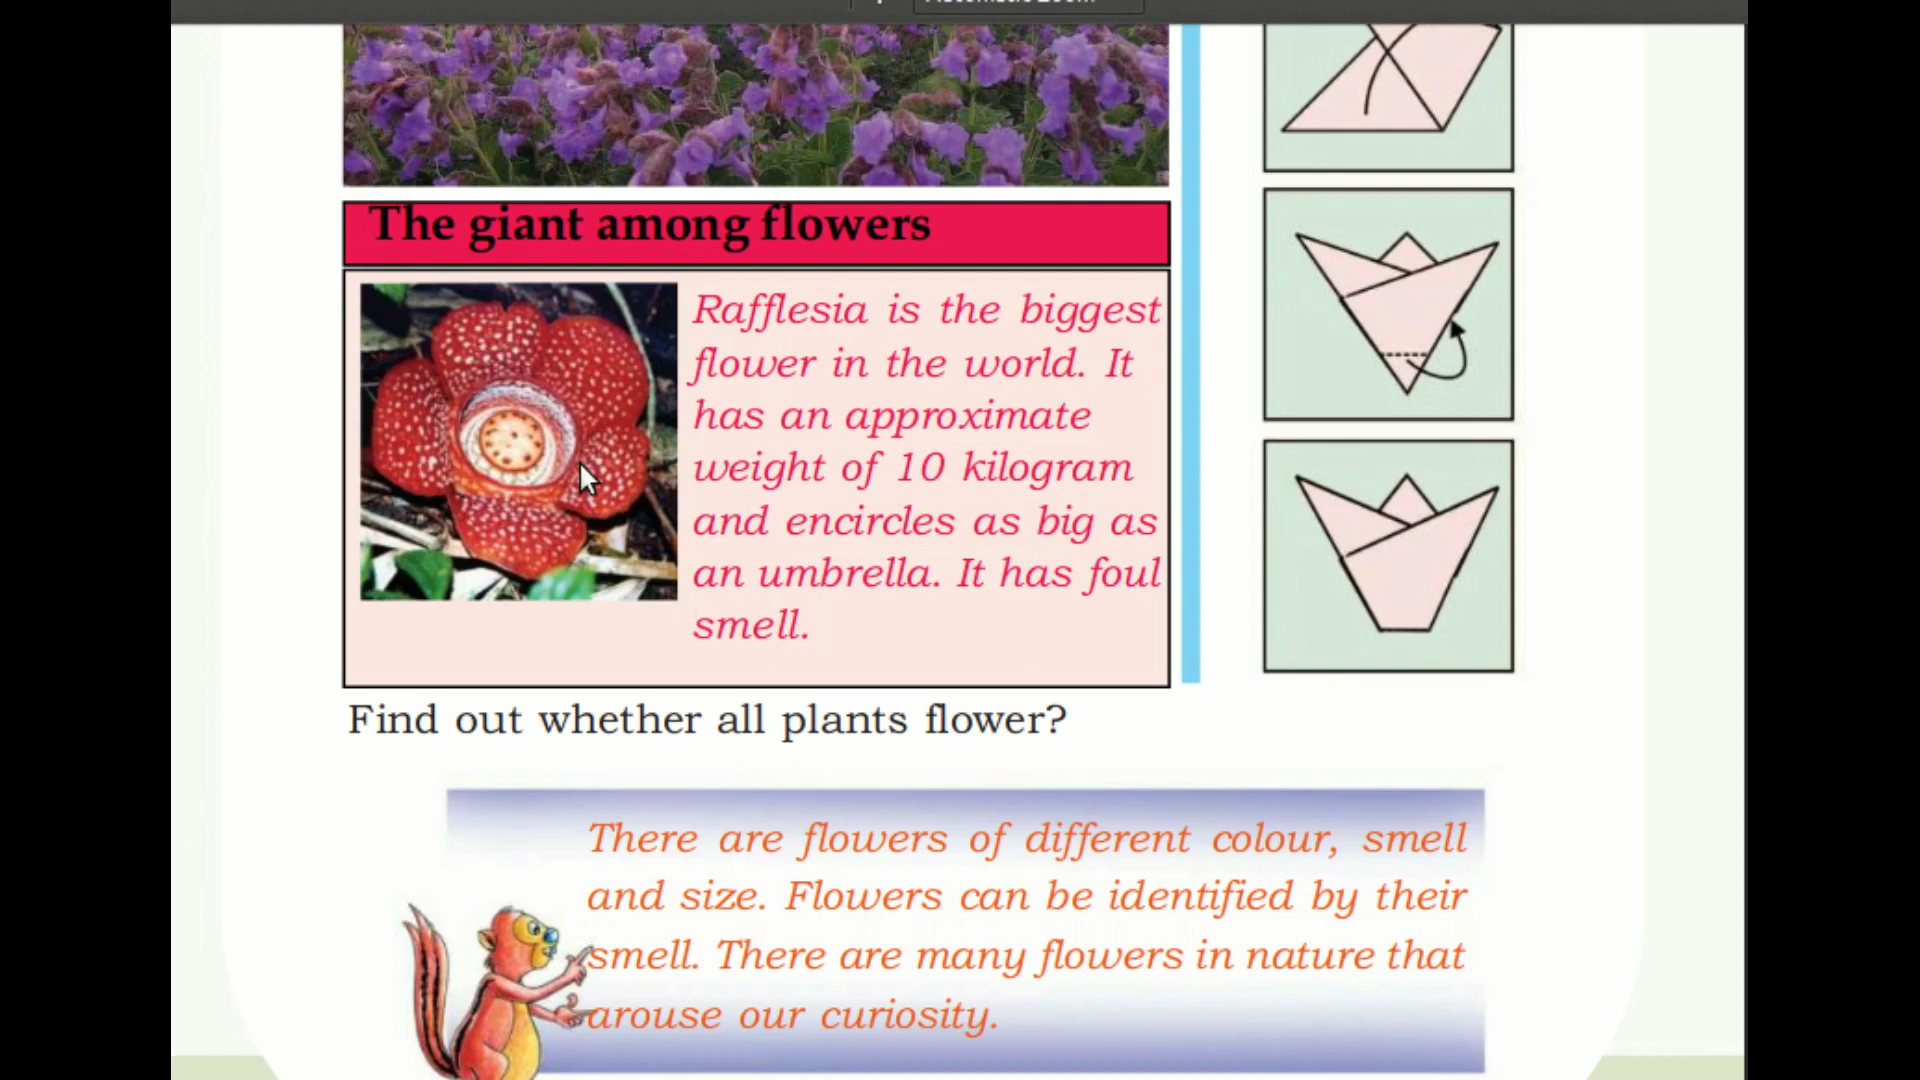 The giant among flowers
Rafflesia is the biggest
flower in the world. It
has an approximate
weight of 10 kilogram
and encircles as big as
an umbrella. It has foul
smell.
Find out whether all plants flower?
There are flowers of different colour, smell
and size. Flowers can be identified by their
smell. There are many flowers in nature that
arouse our curiosity.